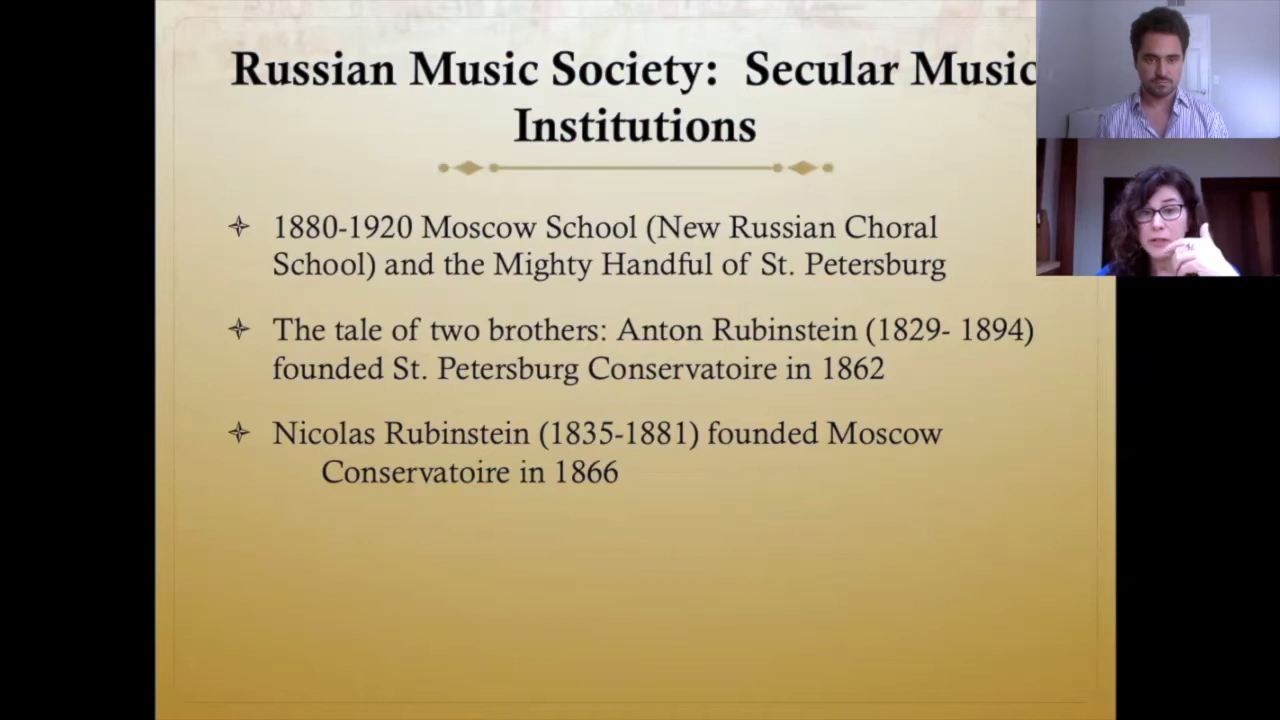 Russian Music Society: Secular Music
Institutions
1880-1920 Moscow School (New Russian Choral
School) and the Mighty Handful of St. Petersburg
The tale of two brothers: Anton Rubinstein (1829- 1894)
founded St. Petersburg Conservatoire in 1862
Nicolas Rubinstein (1835-1881) founded Moscow
Conservatoire in 1866